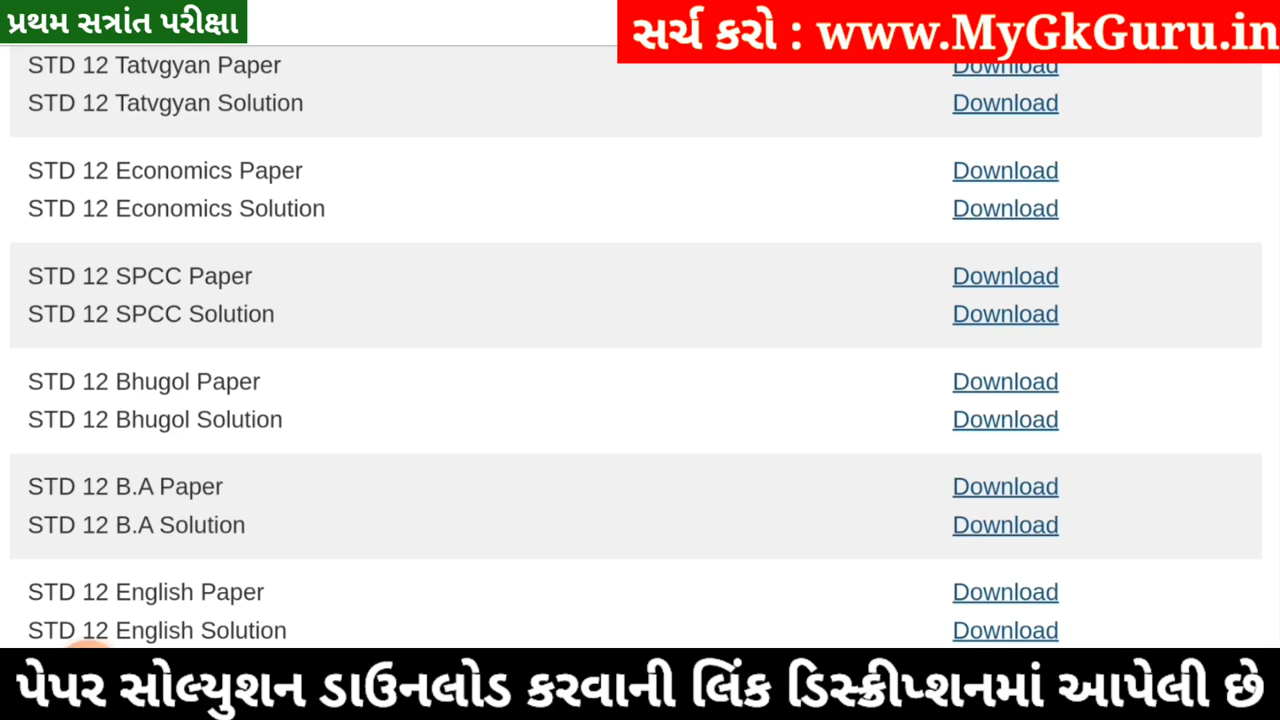 પ્રથમ સત્રાંત પરીક્ષા
સર્ચ કરો : www.MyGkGuru.in
STD 12 Tatvgyan Paper Download
STD 12 Tatvgyan Solution Download
STD 12 Economics Paper Download
STD 12 Economics Solution Download
STD 12 SPCC Paper Download
STD 12 SPCC Solution Download
STD 12 Bhugol Paper Download
STD 12 Bhugol Solution Download
STD 12 B.A Paper Download
STD 12 B.A Solution Download
STD 12 English Paper Download
STD 12 English Solution Download
પેપર સોલ્યુશન ડાઉનલોડ કરવાની લિંક ડિસ્ક્રીપ્શનમાં આપેલી છે